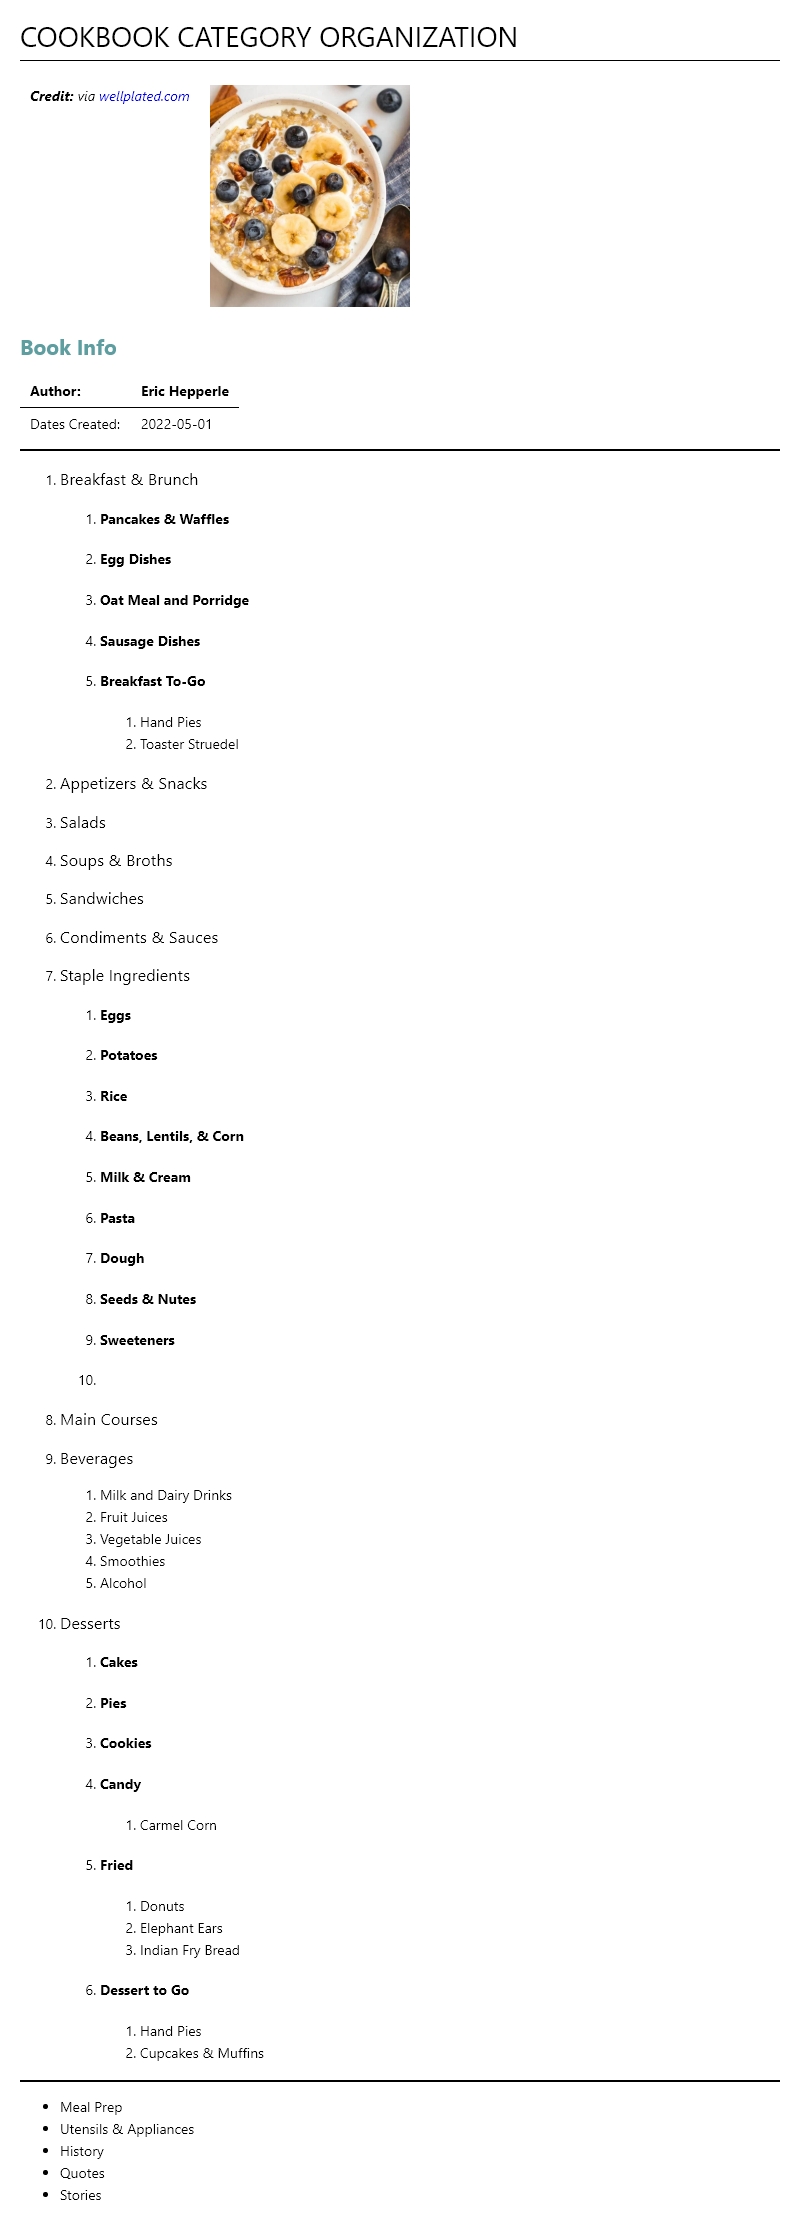 COOKBOOK CATEGORY ORGANIZATION
Credit: via wellplated.com
Book Info
Author: Eric Hepperle
Dates Created: 2022-05-01
1. Breakfast & Brunch
1. Pancakes & Waffles
2. Egg Dishes
3. Oat Meal and Porridge
4. Sausage Dishes
5. Breakfast To-Go
1. Hand Pies
2. Toaster Struedel
2. Appetizers & Snacks
3. Salads
4. Soups & Broths
5. Sandwiches
6. Condiments & Sauces
7. Staple Ingredients
1. Eggs
2. Potatoes
3. Rice
4. Beans, Lentils, & Corn
5. Milk & Cream
6. Pasta
7. Dough
8. Seeds & Nutes
9. Sweeteners
10.
8. Main Courses
9. Beverages
1. Milk and Dairy Drinks
2. Fruit Juices
3. Vegetable Juices
4. Smoothies
5. Alcohol
10. Desserts
1. Cakes
2. Pies
3. Cookies
4. Candy
1. Carmel Corn
5. Fried
1. Donuts
2. Elephant Ears
3. Indian Fry Bread
6. Dessert to Go
1. Hand Pies
2. Cupcakes & Muffins
• Meal Prep
• Utensils & Appliances
• History
• Quotes
• Stories